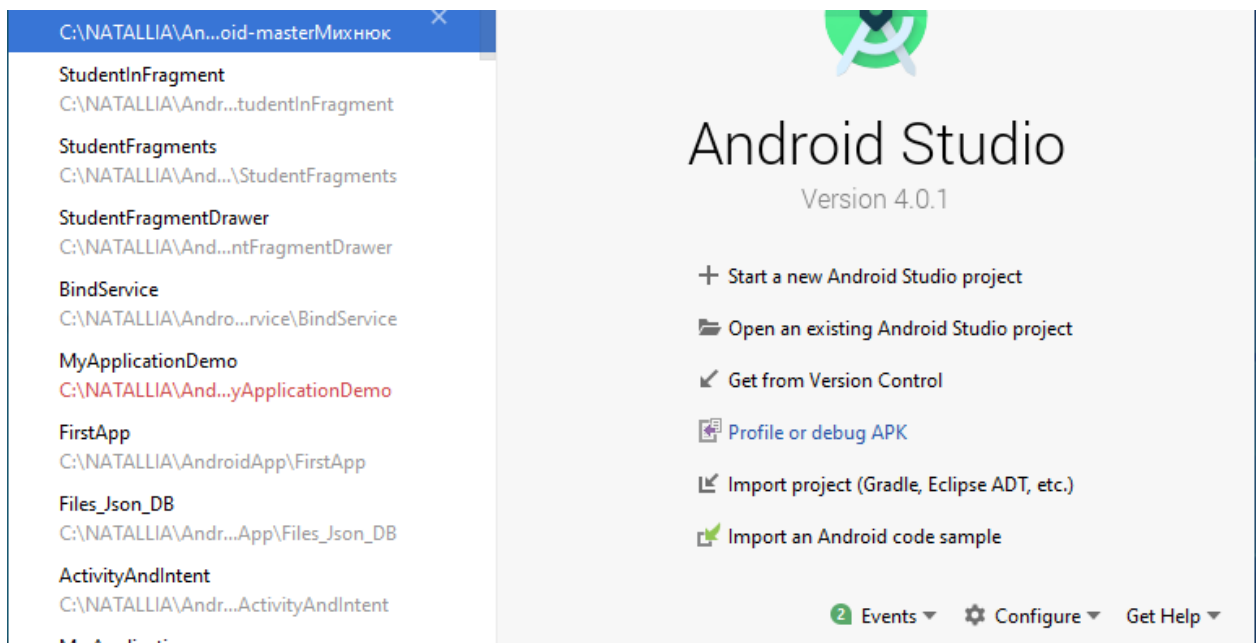 C:\NATALLIA\An...oid-masterМихнюк
StudentInFragment
C:\NATALLIA\Andr...tudentInFragment
StudentFragments
C:\NATALLIA\And...\StudentFragments
StudentFragmentDrawer
C:\NATALLIA\And...ntFragmentDrawer
BindService
C:\NATALLIA\Andro...rvice\BindService
MyApplicationDemo
C:\NATALLIA\And...yApplicationDemo
FirstApp
C:\NATALLIA\AndroidApp\FirstApp
Files_Json_DB
C:\NATALLIA\Andr...App\Files_Json_DB
ActivityAndIntent
C:\NATALLIA\Andr...ActivityAndIntent
Android Studio
Version 4.0.1
Start a new Android Studio project
Open an existing Android Studio project
Get from Version Control
Profile or debug APK
Import project (Gradle, Eclipse ADT, etc.)
Import an Android code sample
2 Events
Configure
Get Help